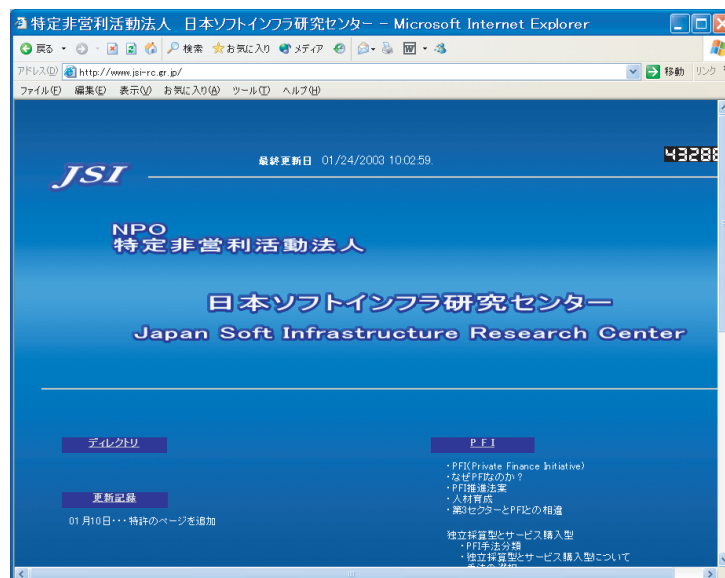 特定非営利活動法人 日本ソフトインフラ研究センター - Microsoft Internet Explorer
戻る 検索 お気に入り メディア
アドレス(D) http://www.jsi-rc.gr.jp/ 移動 リンク
ファイル(F) 編集(E) 表示(V) お気に入り(A) ツール(T) ヘルプ(H)
最終更新日 01/24/2003 10:02:59.
43288
JSI
NPO
特定非営利活動法人
日本ソフトインフラ研究センター
Japan Soft Infrastructure Research Center
ディレクトリ
更新記録
01月10日・・・特許のページを追加
PFI
・PFI(Private Finance Initiative)
・なぜPFIなのか？
・PFI推進法案
・人材育成
・第3セクターとPFIとの相違
独立採算型とサービス購入型
・PFI手法分類
・独立採算型とサービス購入型について